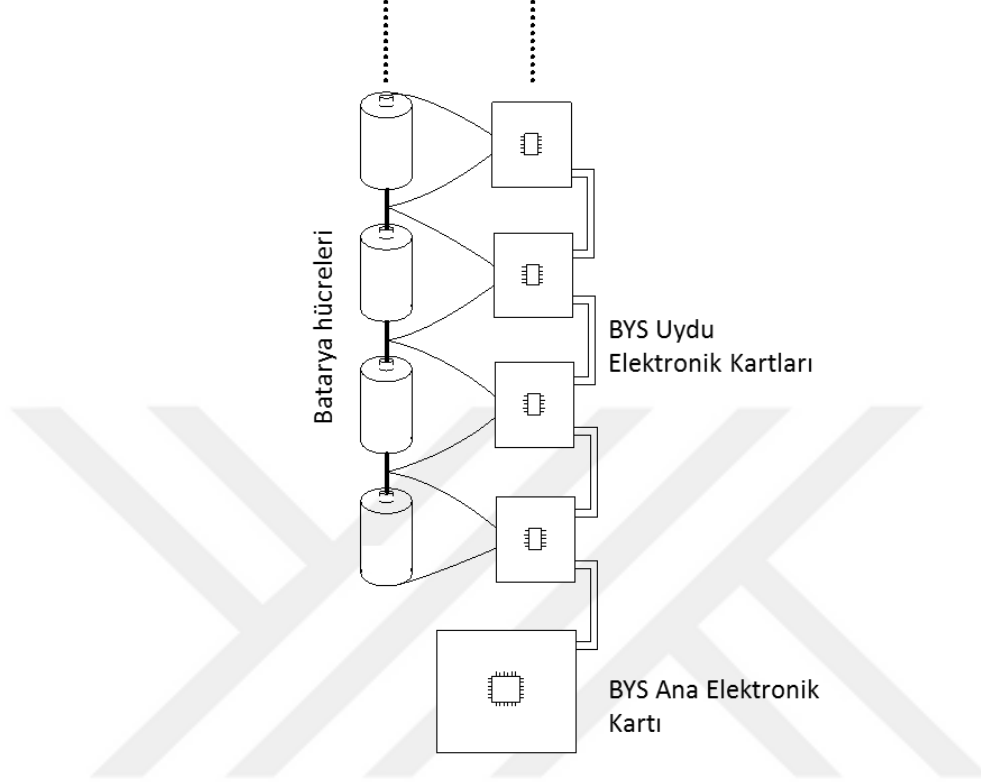 Batarya hücreleri
BYS Uydu
Elektronik Kartları
BYS Ana Elektronik
Kartı